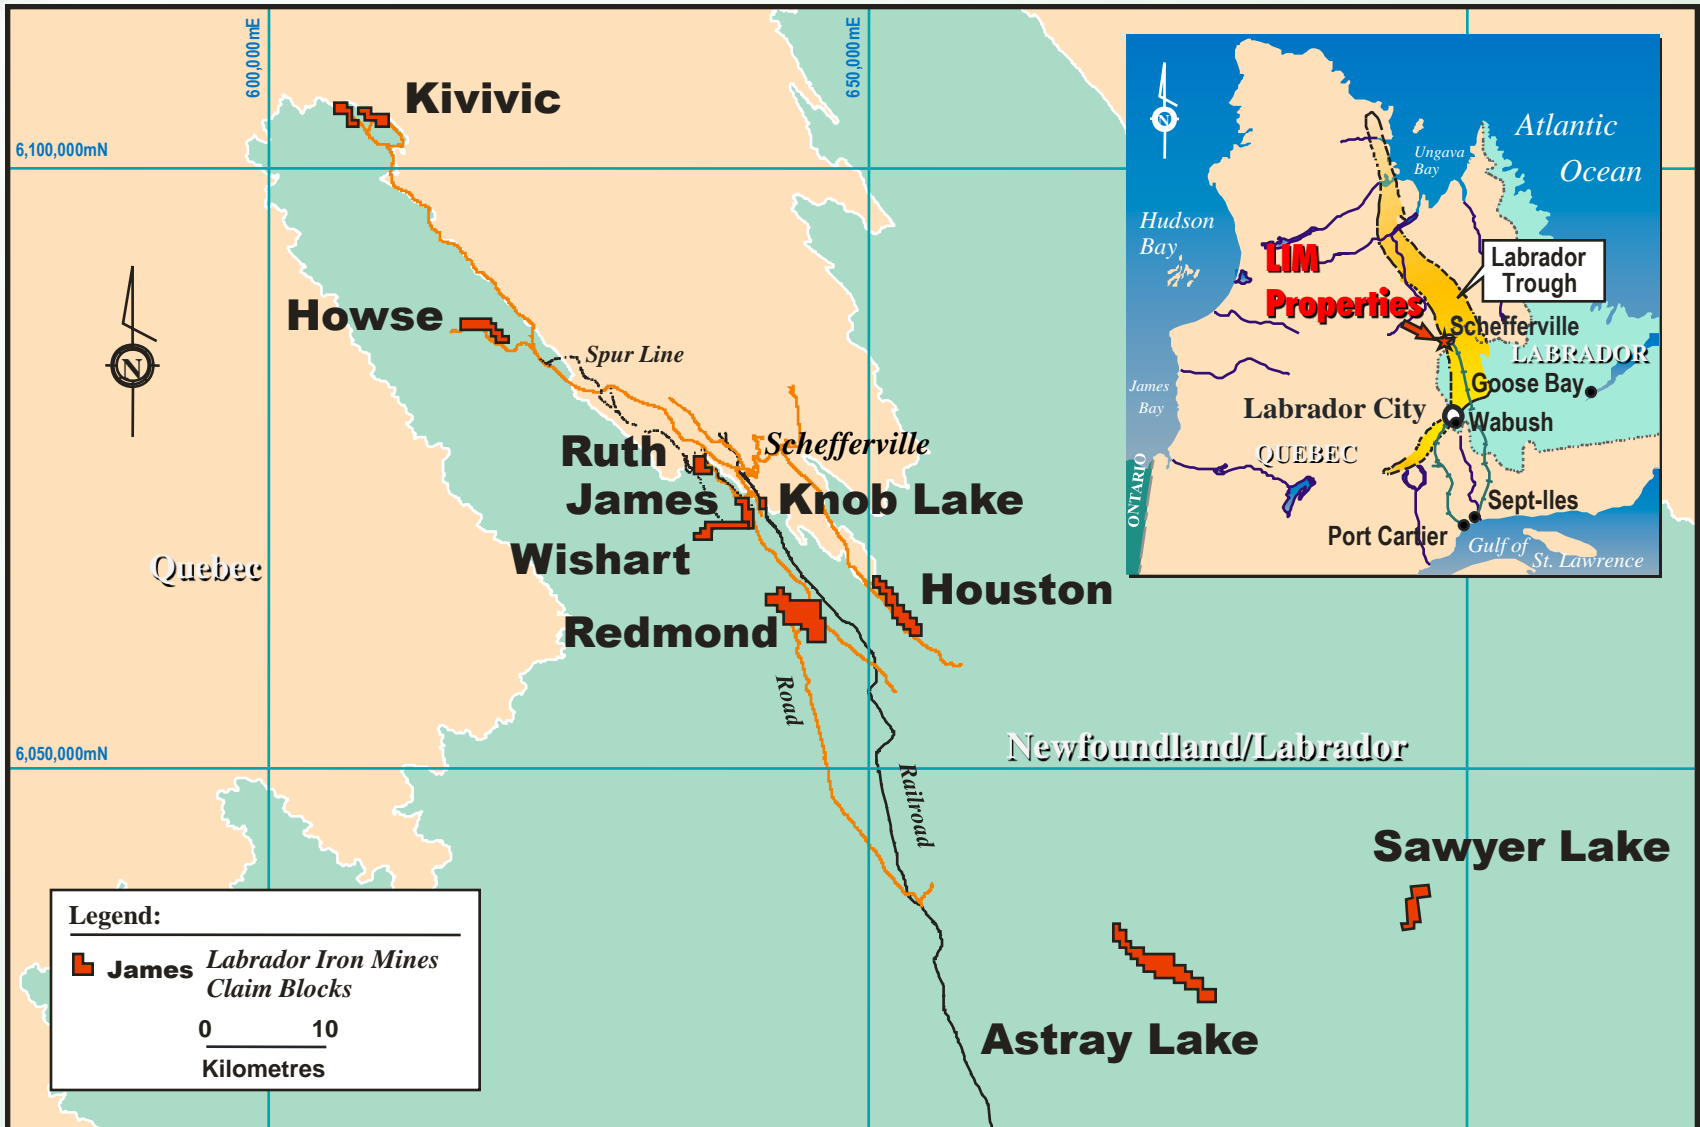 600,000mE
650,000mE
Kivivic
6,100,000mN
Howse
N
Spur Line
Ruth
Schefferville
James
Knob Lake
Wishart
Quebec
Houston
Redmond
Road
Newfoundland/Labrador
6,050,000mN
Railroad
Sawyer Lake
Astray Lake
Legend:
James
Labrador Iron Mines
Claim Blocks
0 10
Kilometres
N
Atlantic
Ocean
Ungava
Bay
Hudson
Bay
LIM
Properties
Labrador
Trough
Schefferville
LABRADOR
James
Bay
Goose Bay
Labrador City
Wabush
QUEBEC
ONTARIO
Sept-Iles
Port Cartier
Gulf of
St. Lawrence